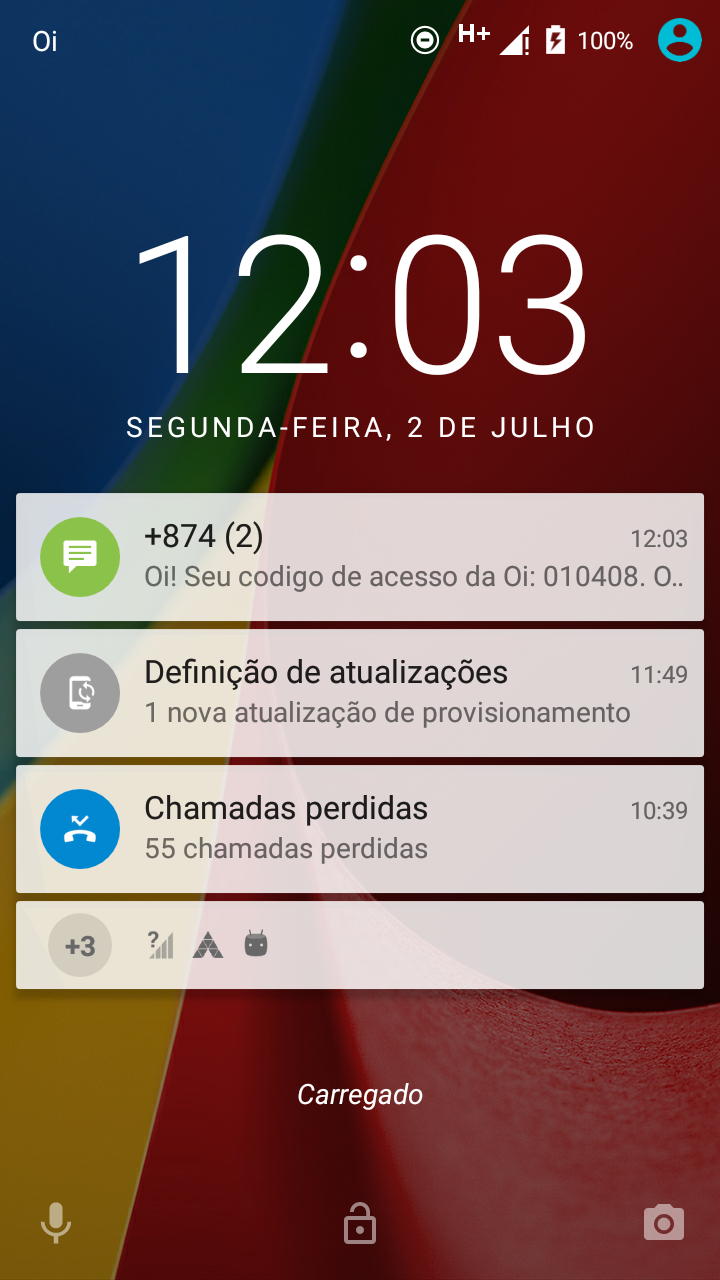 Oi H+ 100%
12:03
SEGUNDA-FEIRA, 2 DE JULHO
+874 (2) 12:03
Oi! Seu codigo de acesso da Oi: 010408. O..
Definição de atualizações 11:49
1 nova atualização de provisionamento
Chamadas perdidas 10:39
55 chamadas perdidas
+3 ?
Carregado